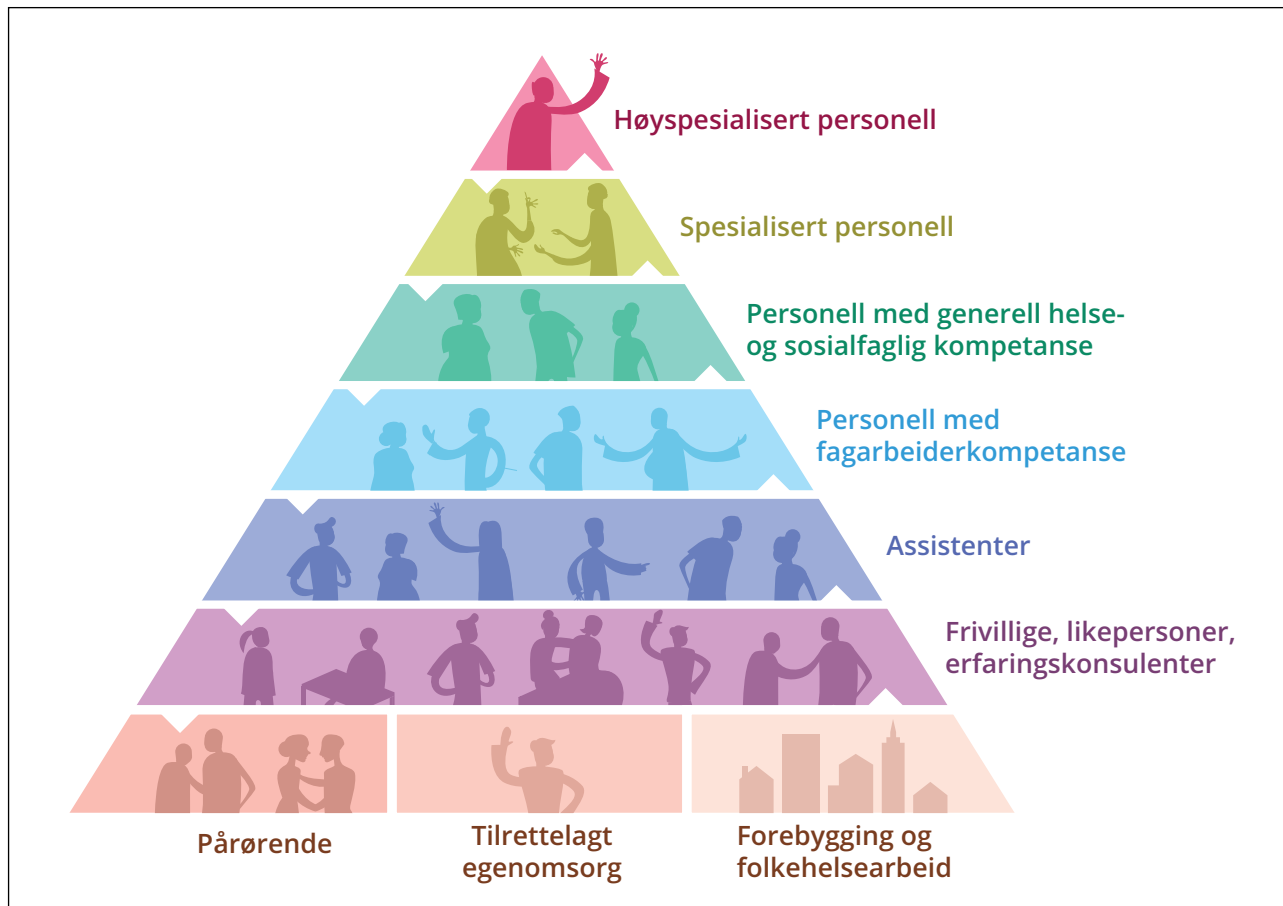 Høyspesialisert personell
Spesialisert personell
Personell med generell helse-
og sosialfaglig kompetanse
Personell med
fagarbeiderkompetanse
Assistenter
Frivillige, likepersoner,
erfaringskonsulenter
Pårørende
Tilrettelagt
egenomsorg
Forebygging og
folkehelsearbeid